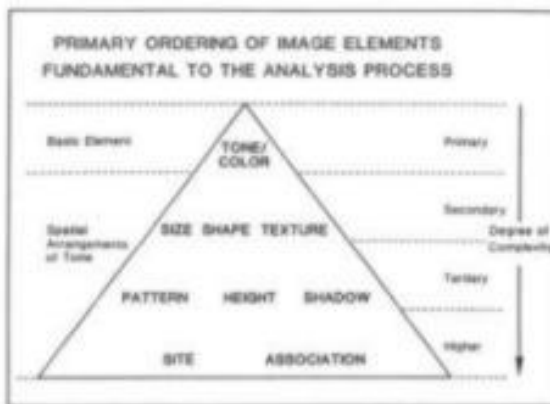 PRIMARY ORDERING OF IMAGE ELEMENTS
FUNDAMENTAL TO THE ANALYSIS PROCESS
Basic Element
TONE/
COLOR
Primary
Spatial
Arrangements
of Tone
SIZE SHAPE TEXTURE
Secondary
Degree of
Complexity
PATTERN HEIGHT SHADOW
Tertiary
SITE ASSOCIATION
Higher